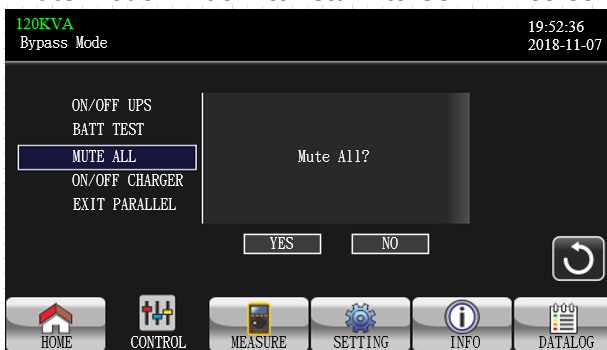 120KVA
Bypass Mode
19:52:36
2018-11-07
ON/OFF UPS
BATT TEST
MUTE ALL
ON/OFF CHARGER
EXIT PARALLEL
Mute All?
YES NO
HOME CONTROL MEASURE SETTING INFO DATALOG